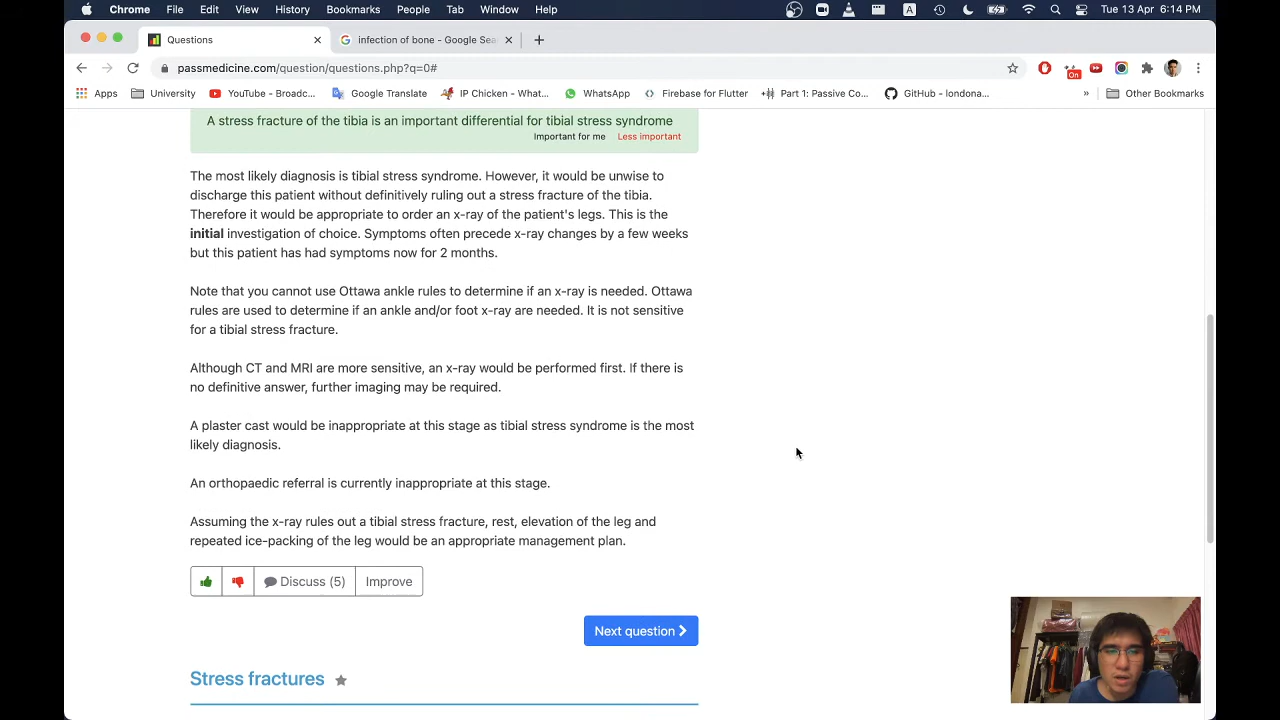 Chrome File Edit View History Bookmarks People Tab Window Help A Tue 13 Apr 6:14 PM
Questions infection of bone - Google Sea
passmedicine.com/question/questions.php?q=0# On
Apps University YouTube - Broadc... Google Translate IP Chicken - What... WhatsApp Firebase for Flutter Part 1: Passive Co... GitHub - londona... » Other Bookmarks
A stress fracture of the tibia is an important differential for tibial stress syndrome
Important for me Less important
The most likely diagnosis is tibial stress syndrome. However, it would be unwise to
discharge this patient without definitively ruling out a stress fracture of the tibia.
Therefore it would be appropriate to order an x-ray of the patient's legs. This is the
initial investigation of choice. Symptoms often precede x-ray changes by a few weeks
but this patient has had symptoms now for 2 months.
Note that you cannot use Ottawa ankle rules to determine if an x-ray is needed. Ottawa
rules are used to determine if an ankle and/or foot x-ray are needed. It is not sensitive
for a tibial stress fracture.
Although CT and MRI are more sensitive, an x-ray would be performed first. If there is
no definitive answer, further imaging may be required.
A plaster cast would be inappropriate at this stage as tibial stress syndrome is the most
likely diagnosis.
An orthopaedic referral is currently inappropriate at this stage.
Assuming the x-ray rules out a tibial stress fracture, rest, elevation of the leg and
repeated ice-packing of the leg would be an appropriate management plan.
Discuss (5) Improve
Next question
Stress fractures